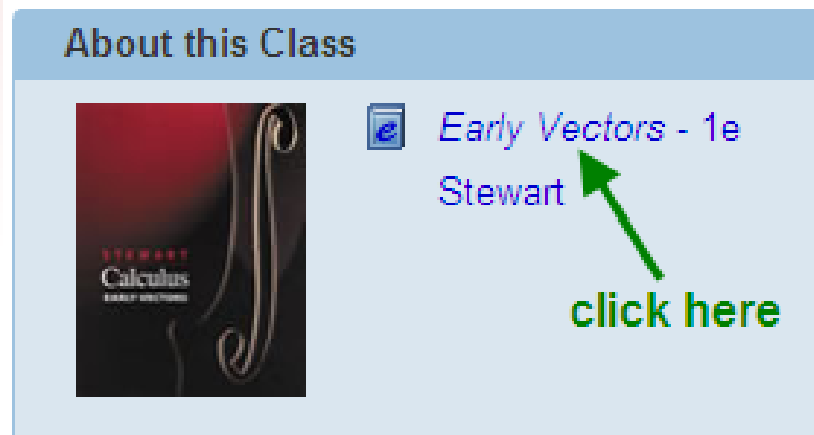 About this Class
e
Early Vectors - 1e
Stewart
click here
STEWART
Calculus
EARLY VECTORS